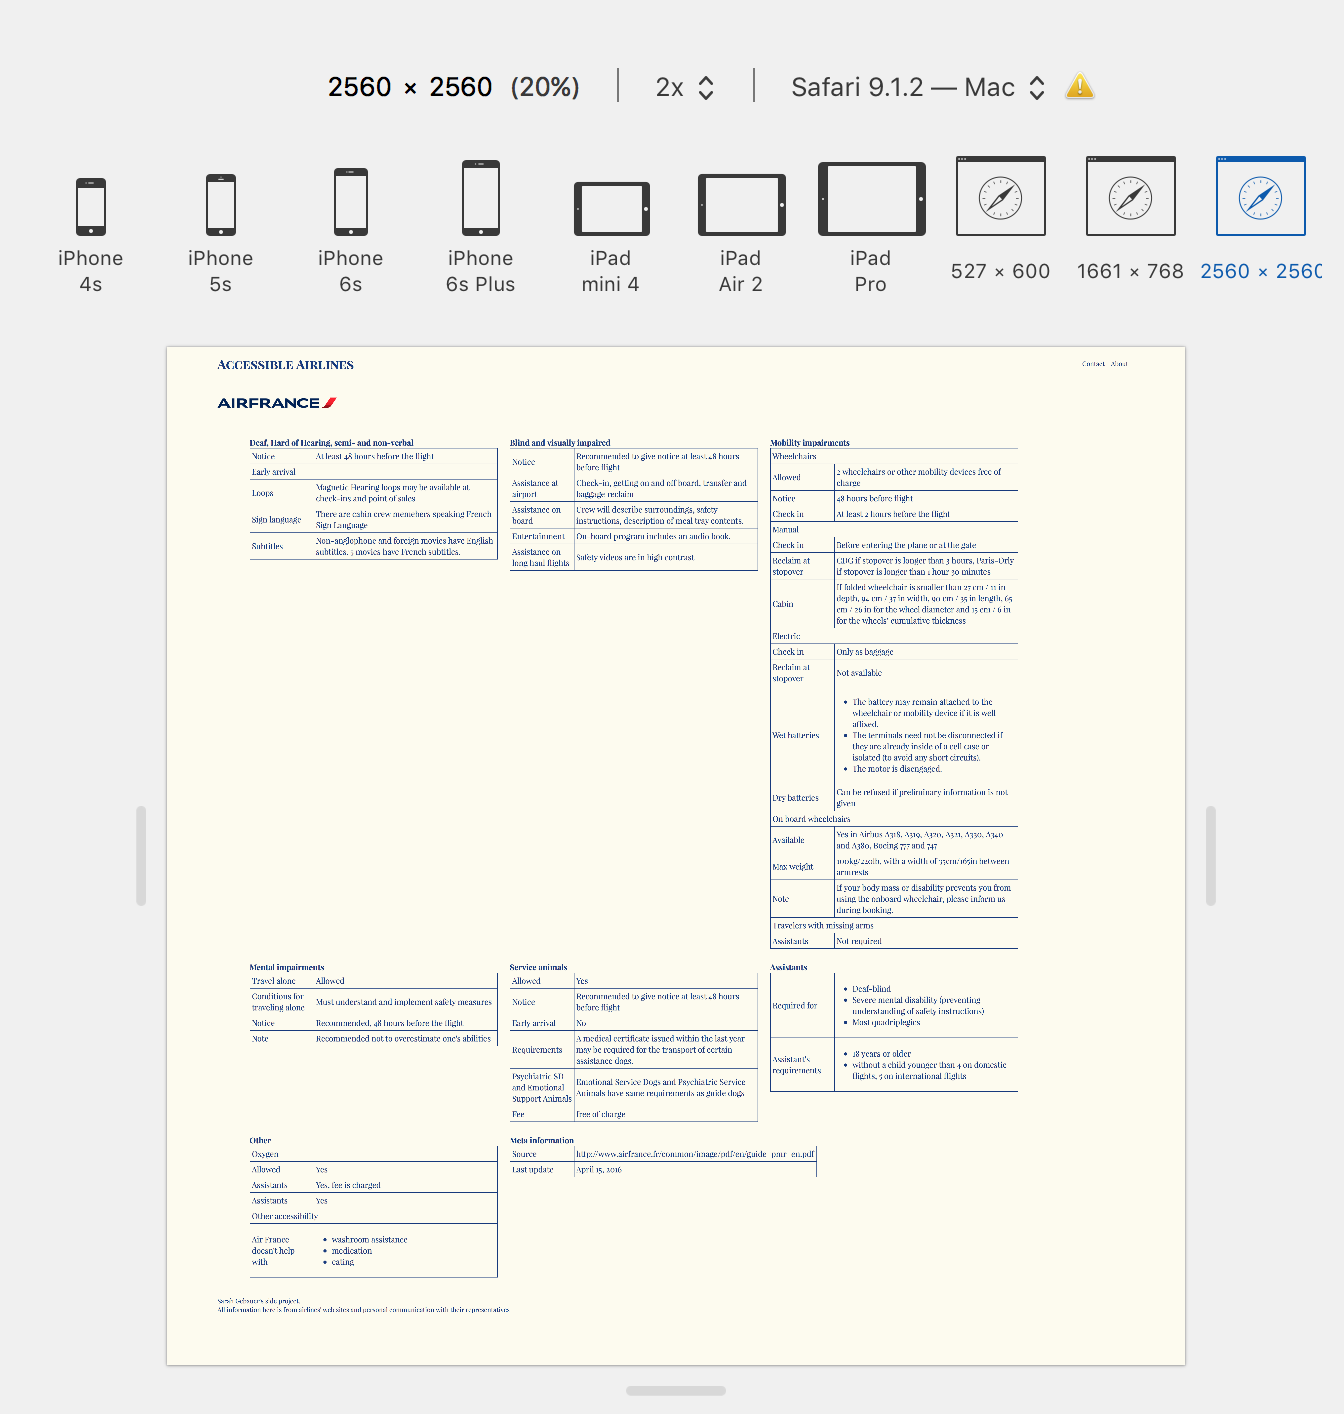 2560 × 2560 (20%)
2x
Safari 9.1.2 — Mac
iPhone
4s
iPhone
5s
iPhone
6s
iPhone
6s Plus
iPad
mini 4
iPad
Air 2
iPad
Pro
527 × 600
1661 × 768
2560 × 2560
ACCESSIBLE AIRLINES
Contact About
AIRFRANCE
Deaf, Hard of Hearing, semi- and non-verbal
Notice At least 48 hours before the flight
Early arrival
Loops Magnetic Hearing loops may be available at
check-ins and point of sales
Sign language There are cabin crew memebers speaking French
Sign Language
Subtitles Non-anglophone and foreign movies have English
subtitles. 5 movies have French subtitles.
Blind and visually impaired
Notice Recommended to give notice at least 48 hours
before flight
Assistance at
airport Check-in, getting on and off board, transfer and
baggage reclaim
Assistance on
board Crew will describe surroundings, safety
instructions, description of meal tray contents.
Entertainment On-board program includes an audio book.
Assistance on
long haul flights Safety videos are in high contrast
Mobility impairments
Wheelchairs
Allowed 2 wheelchairs or other mobility devices free of
charge
Notice 48 hours before flight
Check in At least 2 hours before the flight
Manual
Check in Before entering the plane or at the gate
Reclaim at
stopover CDG if stopover is longer than 3 hours, Paris-Orly
if stopover is longer than 1 hour 30 minutes
Cabin If folded wheelchair is smaller than 27 cm / 11 in
depth, 94 cm / 37 in width, 90 cm / 35 in length, 65
cm / 26 in for the wheel diameter and 15 cm / 6 in
for the wheels' cumulative thickness
Electric
Check in Only as baggage
Reclaim at
stopover Not available
Wet batteries
• The battery may remain attached to the
wheelchair or mobility device if it is well
affixed.
• The terminals need not be disconnected if
they are already inside of a cell case or
isolated (to avoid any short circuits).
• The motor is disengaged.
Dry batteries Can be refused if preliminary information is not
given
On board wheelchairs
Available Yes in Airbus A318, A319, A320, A321, A330, A340
and A380, Boeing 777 and 747
Max weight 100kg/220lb, with a width of 35cm/165in between
armrests
Note If your body mass or disability prevents you from
using the onboard wheelchair, please inform us
during booking.
Travelers with missing arms
Assistants Not required
Mental impairments
Travel alone Allowed
Conditions for
traveling alone Must understand and implement safety measures
Notice Recommended, 48 hours before the flight
Note Recommended not to overestimate one's abilities
Service animals
Allowed Yes
Notice Recommended to give notice at least 48 hours
before flight
Early arrival No
Requirements A medical certificate issued within the last year
may be required for the transport of certain
assistance dogs.
Psychiatric SD
and Emotional
Support Animals Emotional Service Dogs and Psychiatric Service
Animals have same requirements as guide dogs
Fee free of charge
Assistants
Required for
• Deaf-blind
• Severe mental disability (preventing
understanding of safety instructions)
• Most quadriplegics
Assistant's
requirements
• 18 years or older
• without a child younger than 4 on domestic
flights, 5 on international flights
Other
Oxygen
Allowed Yes
Assistants Yes, fee is charged
Assistants Yes
Other accessibility
Air France
doesn't help
with
• washroom assistance
• medication
• eating
Meta information
Source http://www.airfrance.fr/common/image/pdf/en/guide_pmr_en.pdf
Last update April 15, 2016
Sarah Gebauer's side project.
All information here is from airlines' web sites and personal communication with their representatives